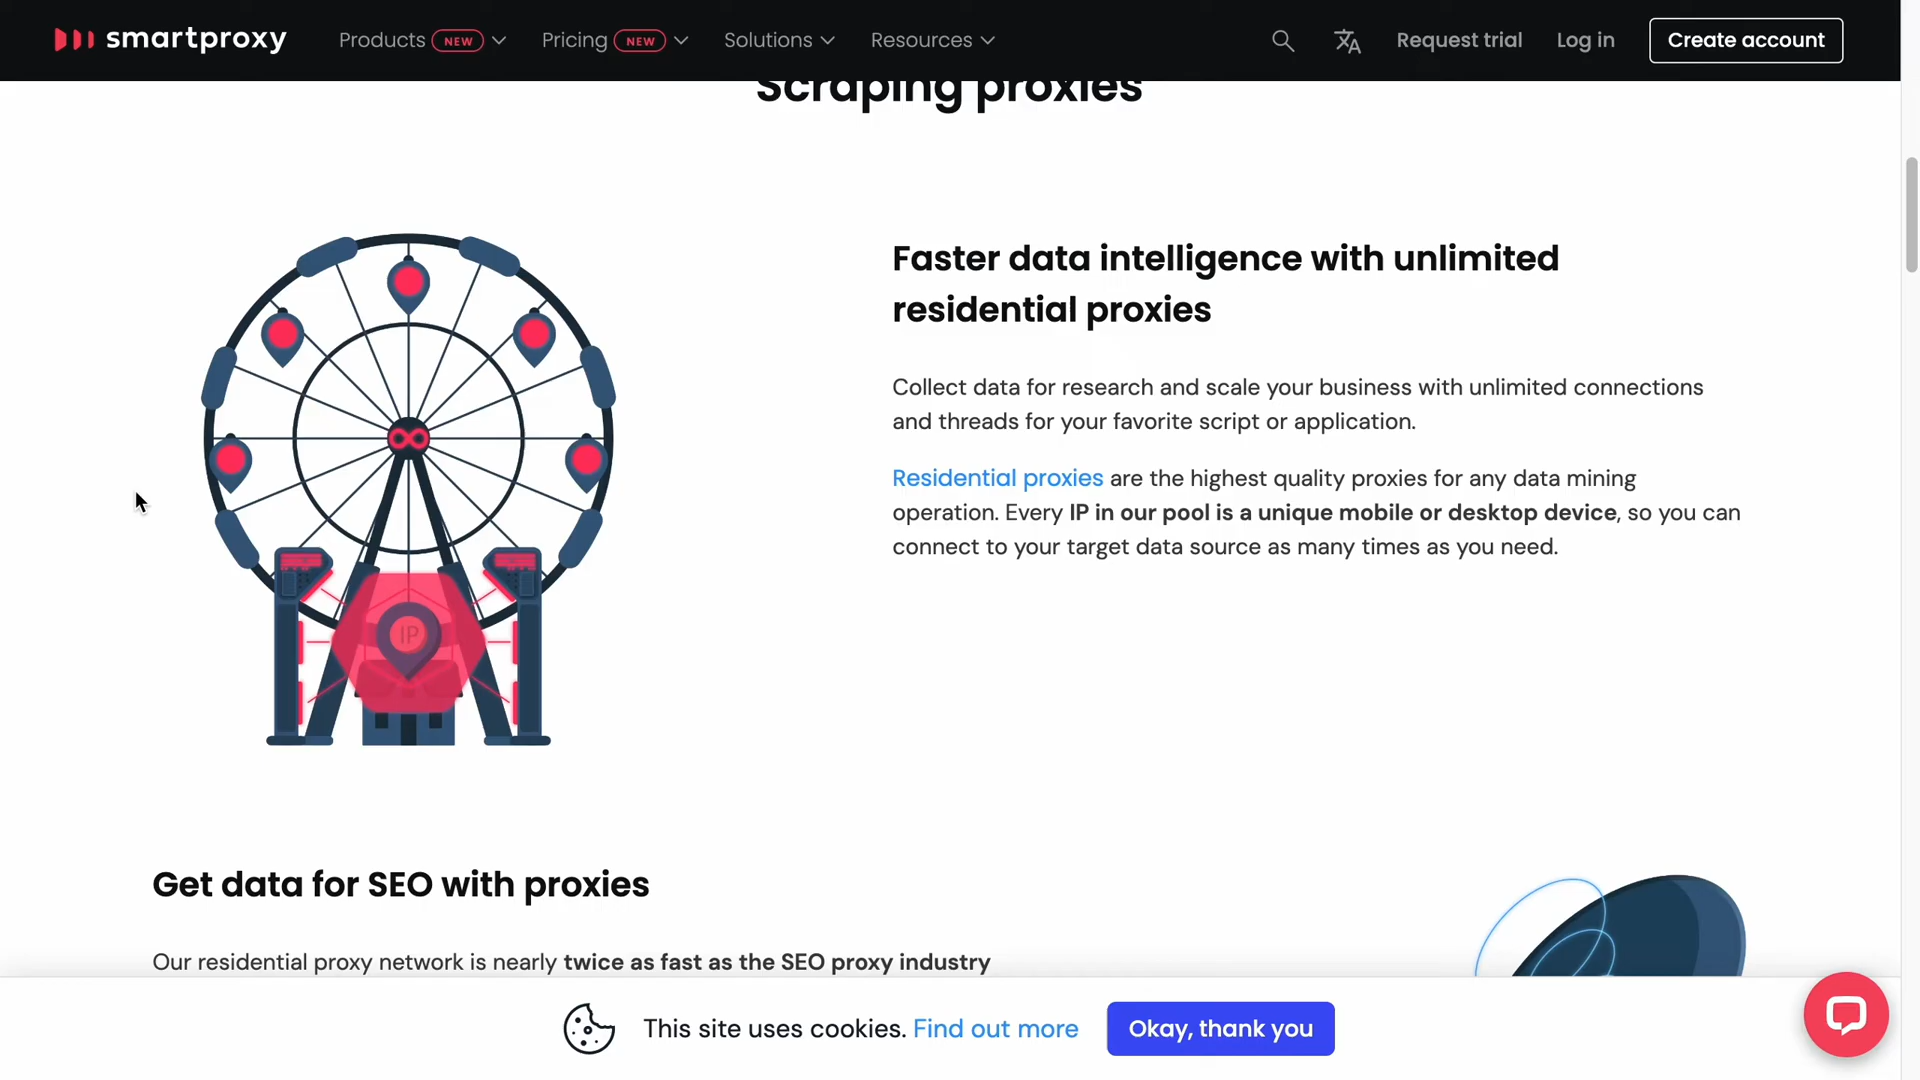 smartproxy
Products NEW
Pricing NEW
Solutions
Resources
Request trial
Log in
Create account
Scraping proxies
Faster data intelligence with unlimited
residential proxies
Collect data for research and scale your business with unlimited connections
and threads for your favorite script or application.
Residential proxies are the highest quality proxies for any data mining
operation. Every IP in our pool is a unique mobile or desktop device, so you can
connect to your target data source as many times as you need.
IP
Get data for SEO with proxies
Our residential proxy network is nearly twice as fast as the SEO proxy industry
This site uses cookies. Find out more
Okay, thank you